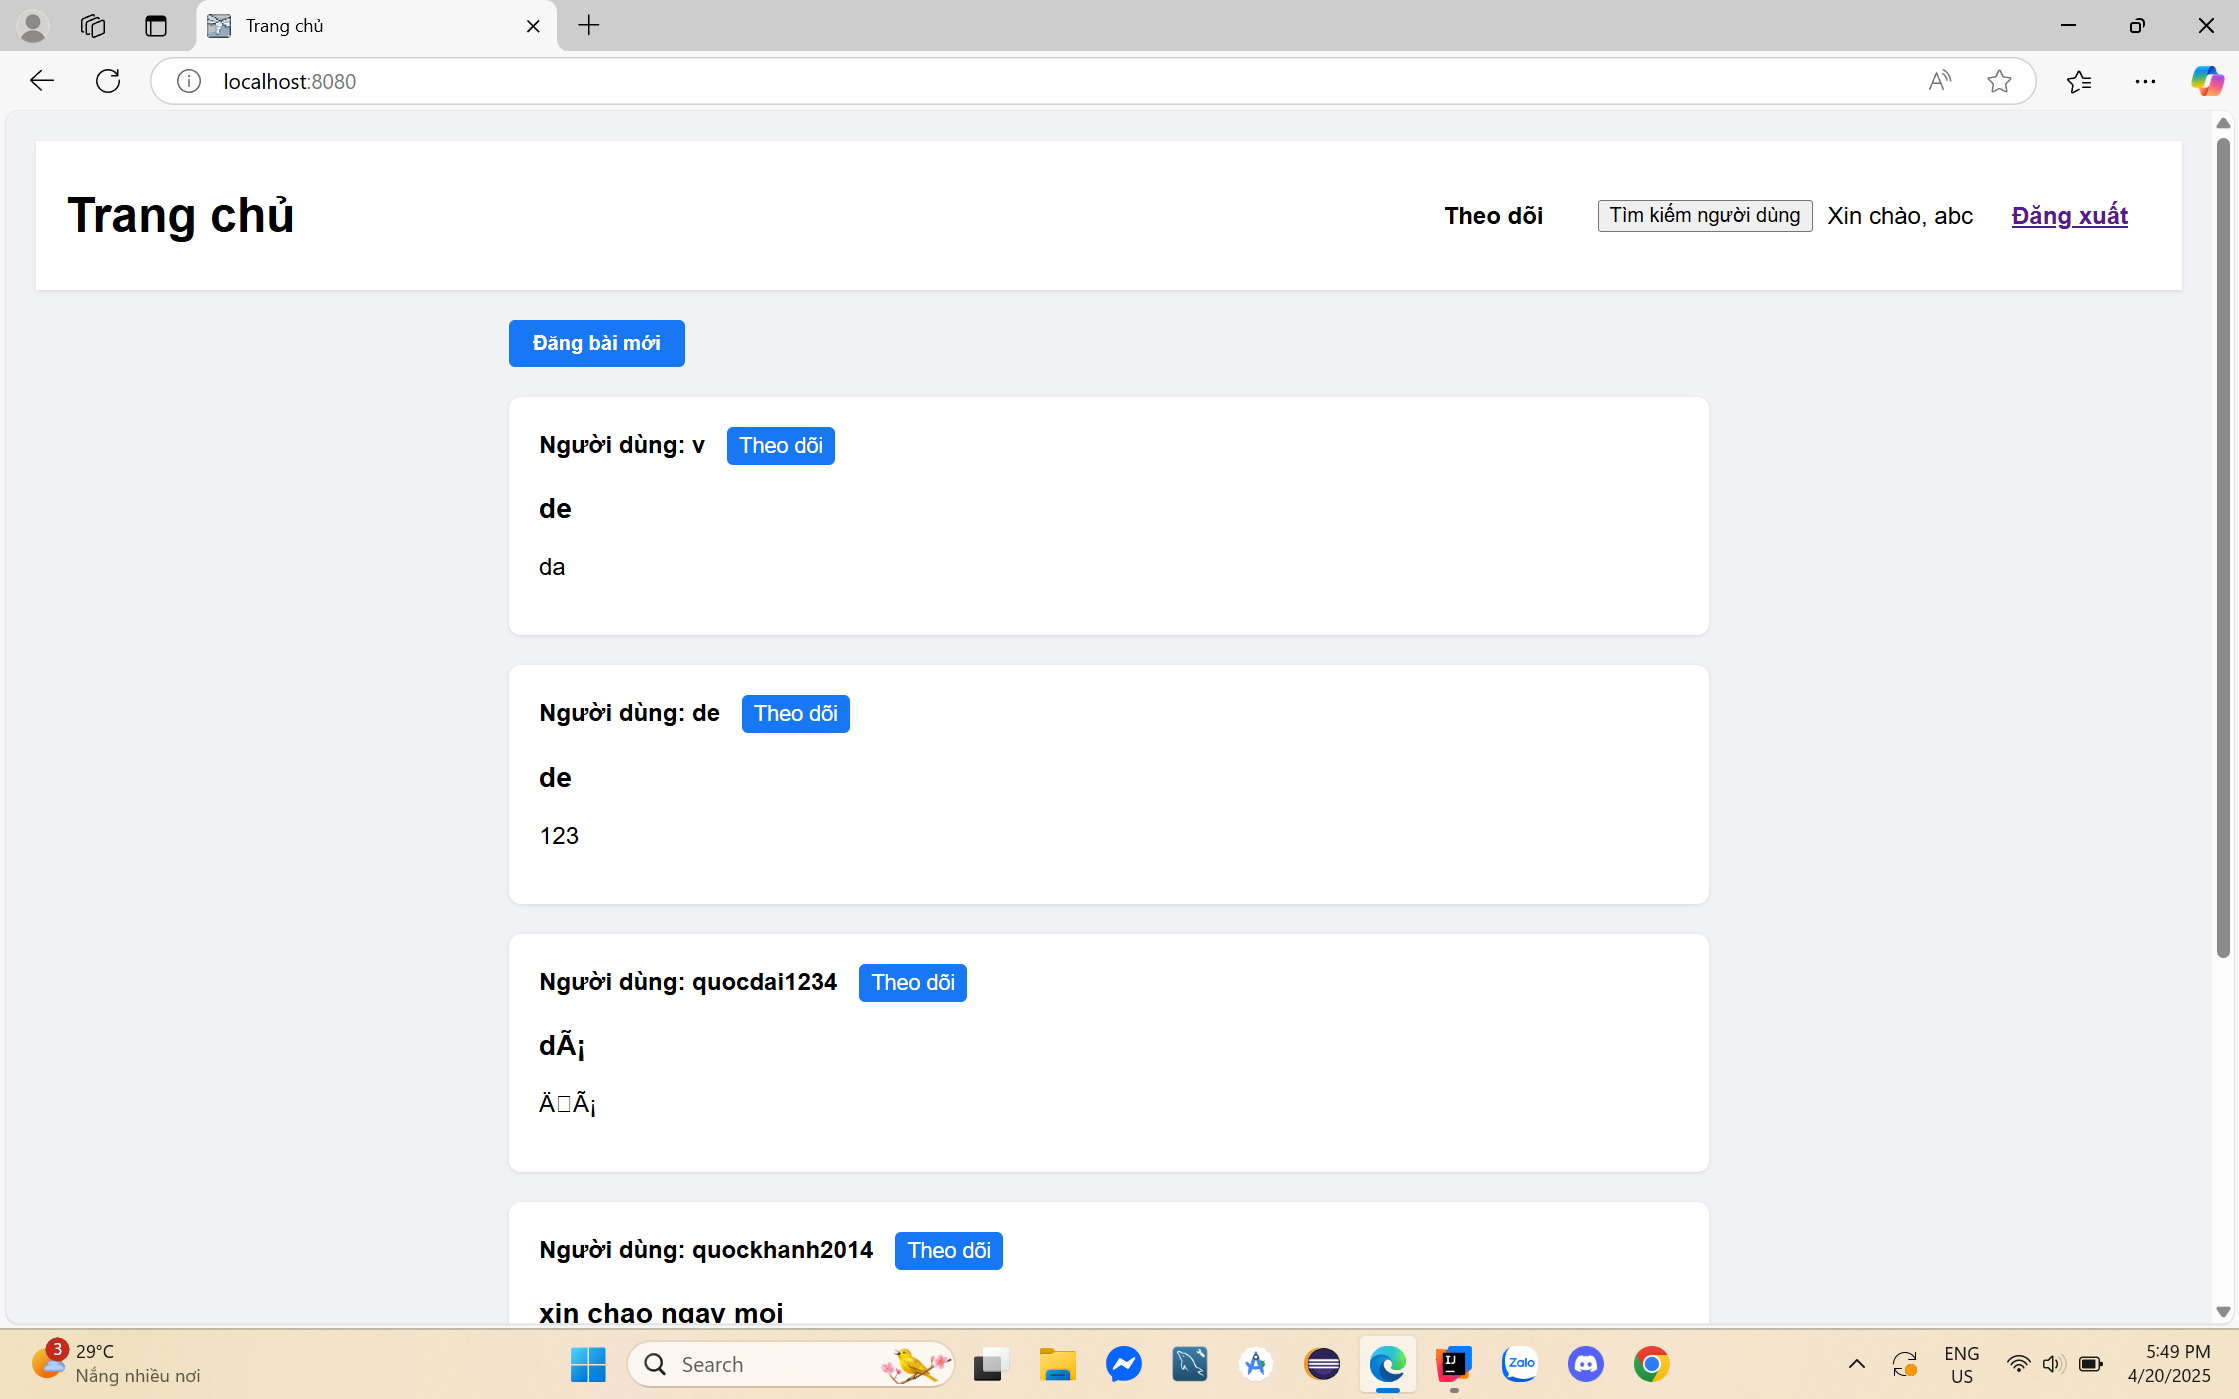 Trang chủ
localhost:8080
Trang chủ
Theo dõi Tìm kiếm người dùng Xin chào, abc Đăng xuất
Đăng bài mới
Người dùng: v Theo dõi
de
da
Người dùng: de Theo dõi
de
123
Người dùng: quocdai1234 Theo dõi
dÃ¡
Ä□Ã¡
Người dùng: quockhanh2014 Theo dõi
xin chao ngay moi
3
29°C
Nắng nhiều nơi
Search
Zalo
ENG
US
5:49 PM
4/20/2025